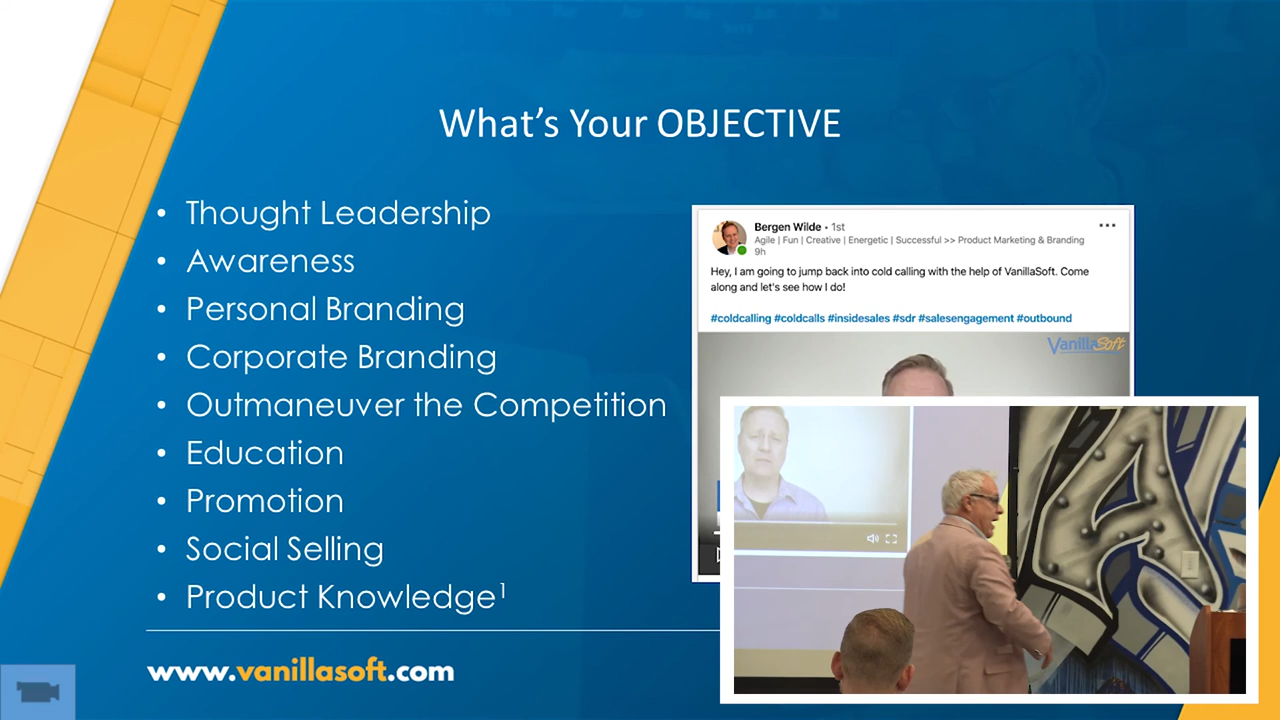 What's Your OBJECTIVE
• Thought Leadership
• Awareness
• Personal Branding
• Corporate Branding
• Outmaneuver the Competition
• Education
• Promotion
• Social Selling
• Product Knowledge¹
www.vanillasoft.com
Bergen Wilde • 1st
Agile | Fun | Creative | Energetic | Successful >> Product Marketing & Branding
9h
Hey, I am going to jump back into cold calling with the help of VanillaSoft. Come
along and let's see how I do!
#coldcalling #coldcalls #insidesales #sdr #salesengagement #outbound
VanillaSoft